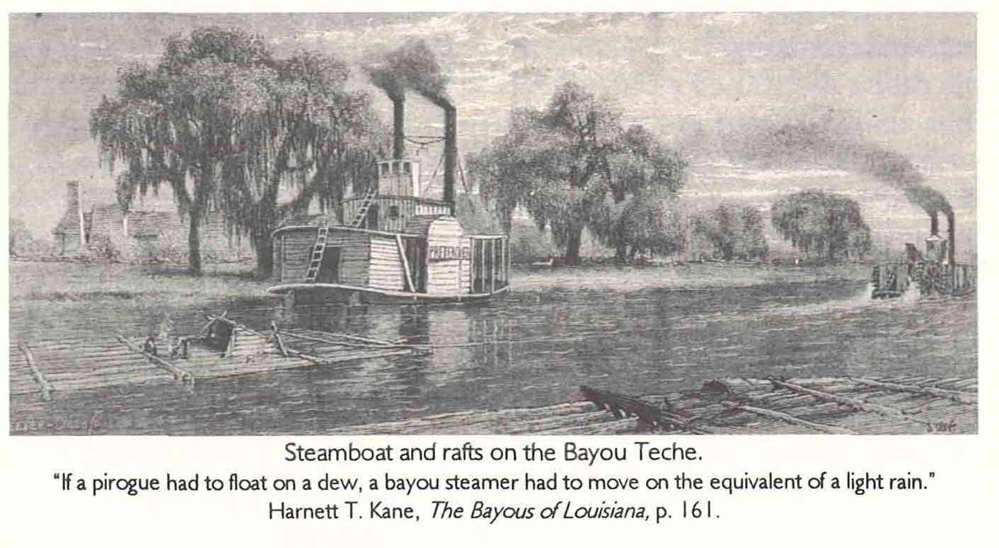 PRETENDER
Steamboat and rafts on the Bayou Teche.
"If a pirogue had to float on a dew, a bayou steamer had to move on the equivalent of a light rain."
Harnett T. Kane, The Bayous of Louisiana, p. 161.